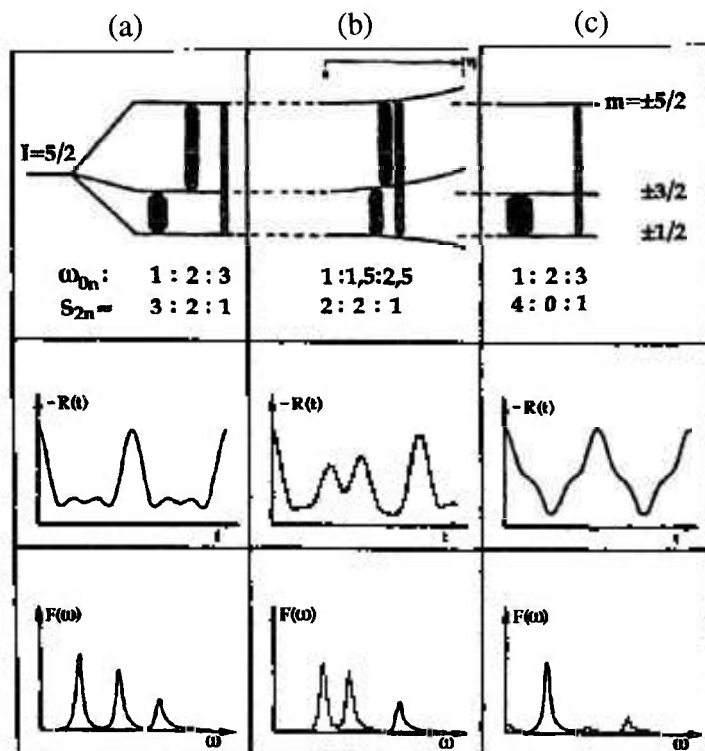 (a) (b) (c)
η
I=5/2
m=±5/2
±3/2
±1/2
ω0n: 1 : 2 : 3 1:1,5:2,5 1 : 2 : 3
S2n≈ 3 : 2 : 1 2 : 2 : 1 4 : 0 : 1
-R(t) -R(t) -R(t)
t t t
F(ω) F(ω) F(ω)
ω ω ω